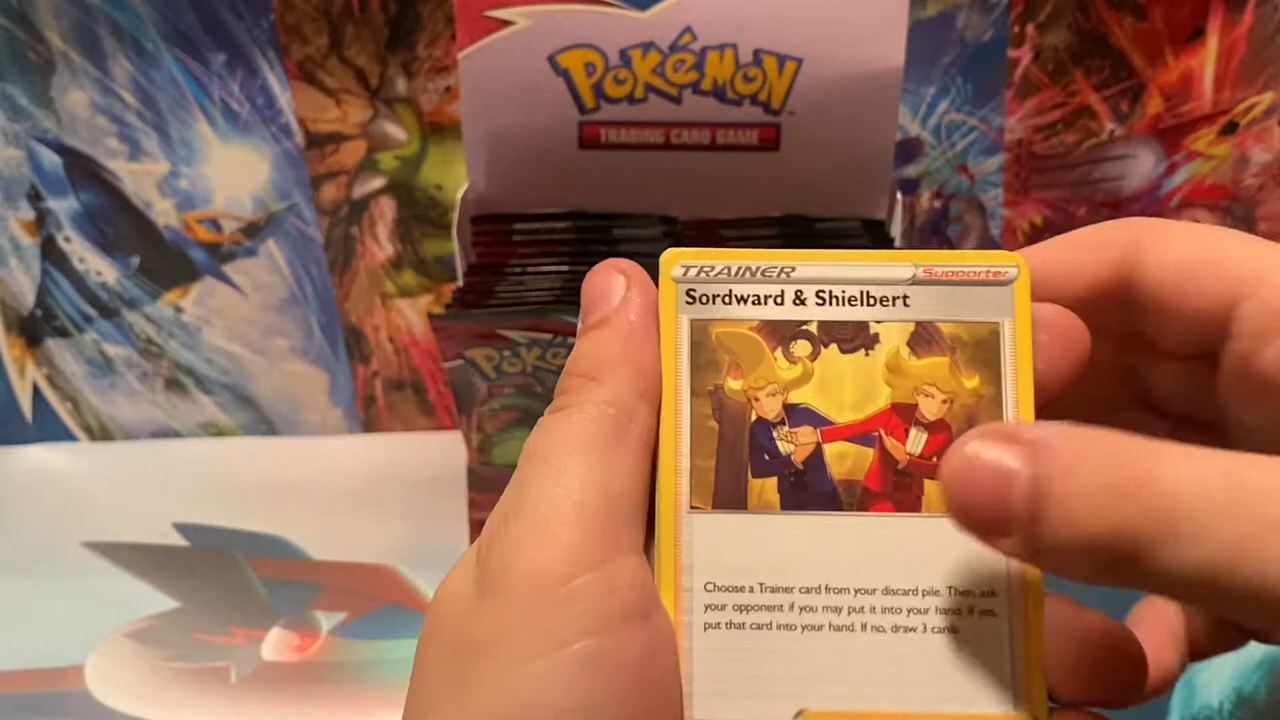 POKéMON
TRADING CARD GAME
POKé
TRAINER
Supporter
Sordward & Shielbert
Choose a Trainer card from your discard pile. Then, ask
your opponent if you may put it into your hand. If yes,
put that card into your hand. If no, draw 3 cards.